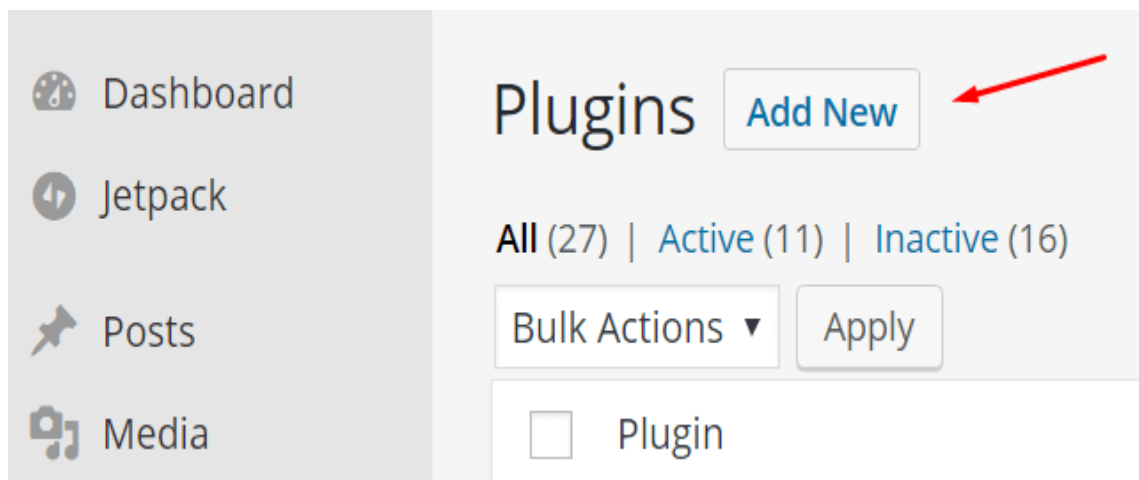 Dashboard
Jetpack
Posts
Media
Plugins Add New
All (27) | Active (11) | Inactive (16)
Bulk Actions Apply
Plugin